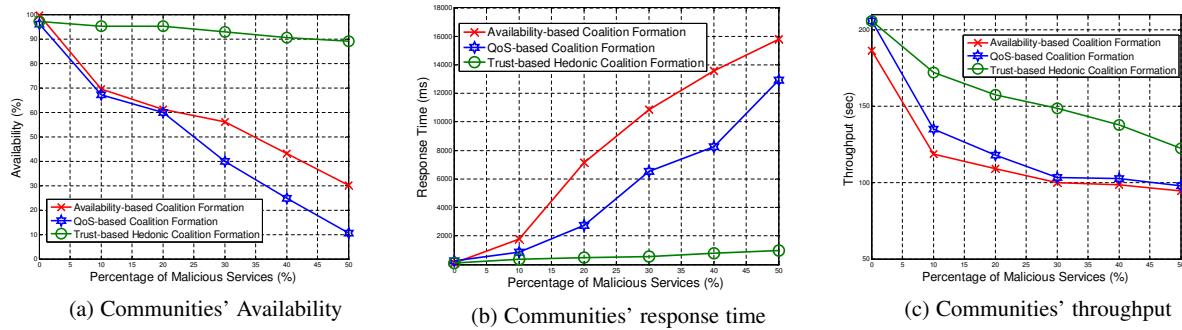 100
90
80
70
60
50
40
30
20
10
0
Availability (%)
Availability-based Coalition Formation
QoS-based Coalition Formation
Trust-based Hedonic Coalition Formation
0 5 10 15 20 25 30 35 40 45 50
Percentage of Malicious Services (%)
(a) Communities' Availability
18000
16000
14000
12000
10000
8000
6000
4000
2000
0
Response Time (ms)
Availability-based Coalition Formation
QoS-based Coalition Formation
Trust-based Hedonic Coalition Formation
0 5 10 15 20 25 30 35 40 45 50
Percentage of Malicious Services (%)
(b) Communities' response time
200
150
100
50
Throughput (sec)
Availability-based Coalition Formation
QoS-based Coalition Formation
Trust-based Hedonic Coalition Formation
0 5 10 15 20 25 30 35 40 45 50
Percentage of Malicious Services (%)
(c) Communities' throughput